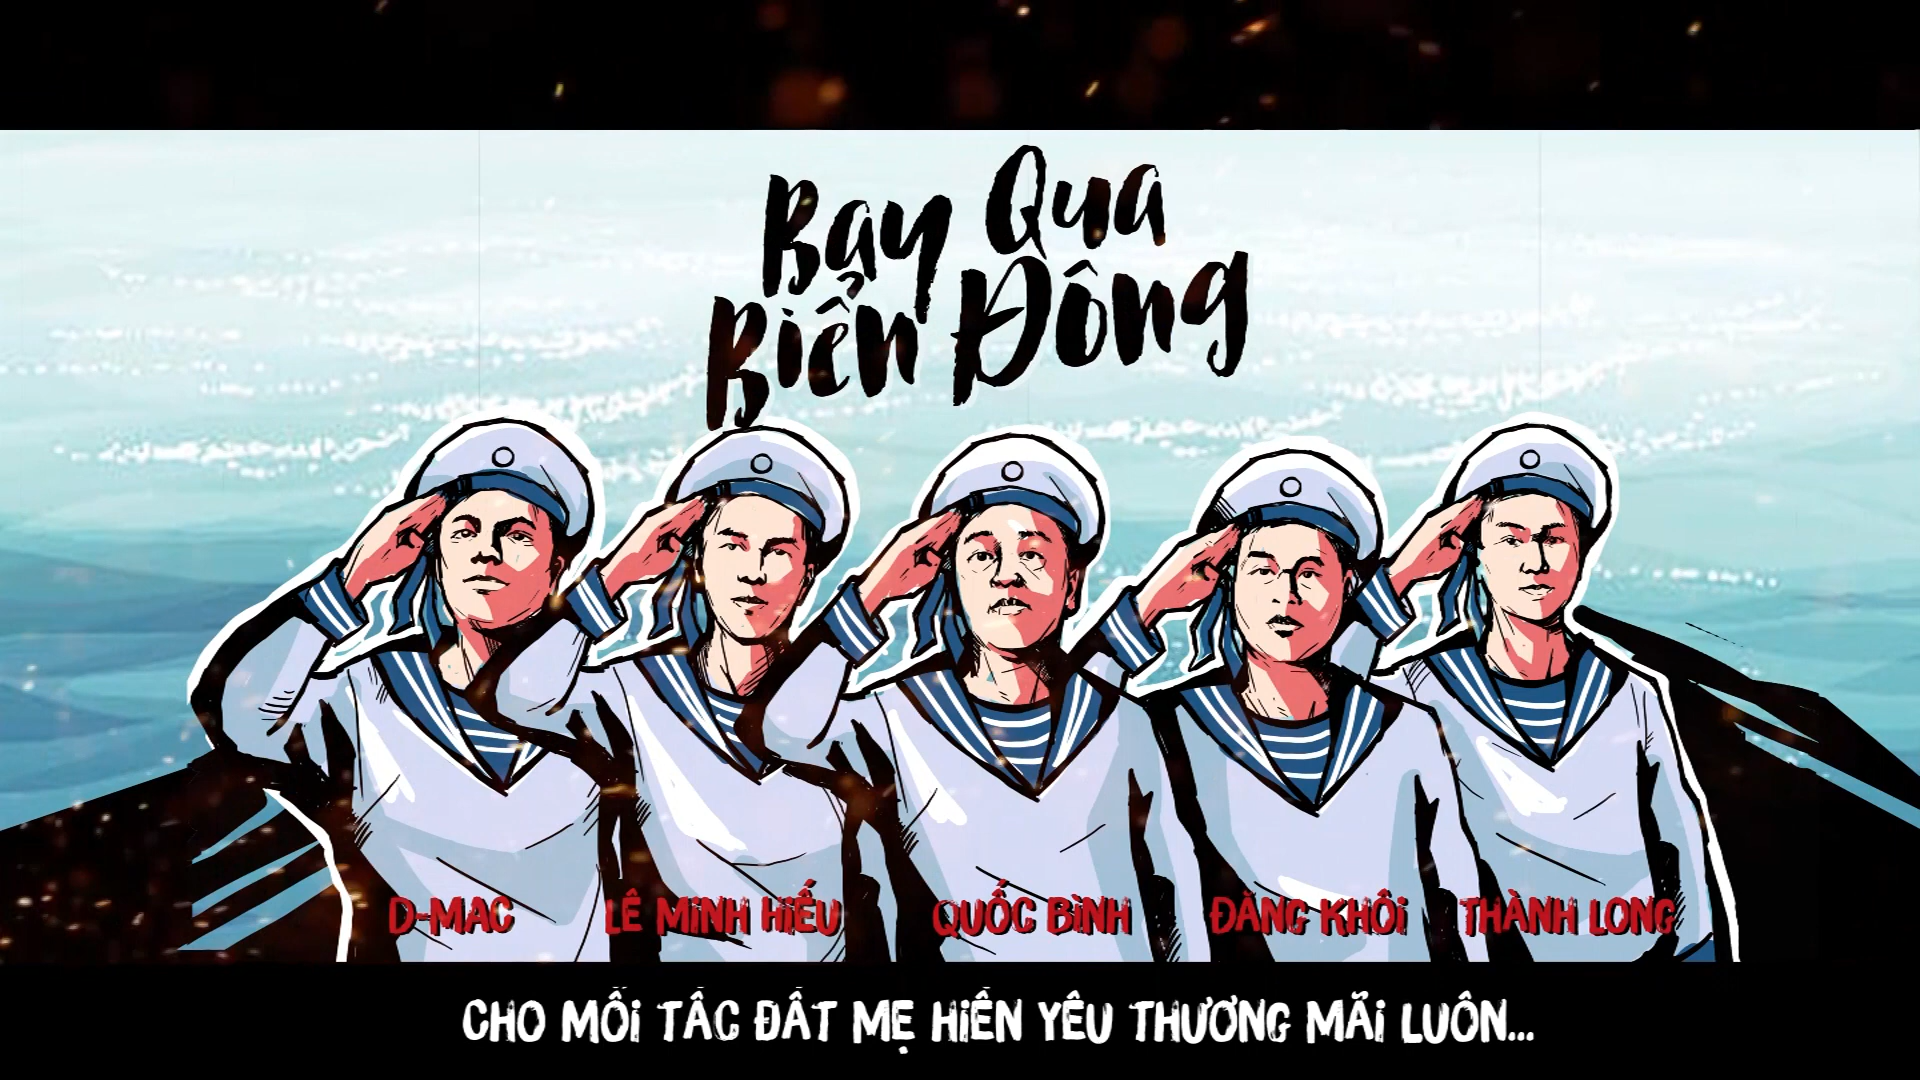 Bay Qua
Biển Đông
D-MAC LÊ MINH HIẾU QUỐC BÌNH ĐĂNG KHÔI THÀNH LONG
CHO MỖI TẤC ĐẤT MẸ HIỀN YÊU THƯƠNG MÃI LUÔN...